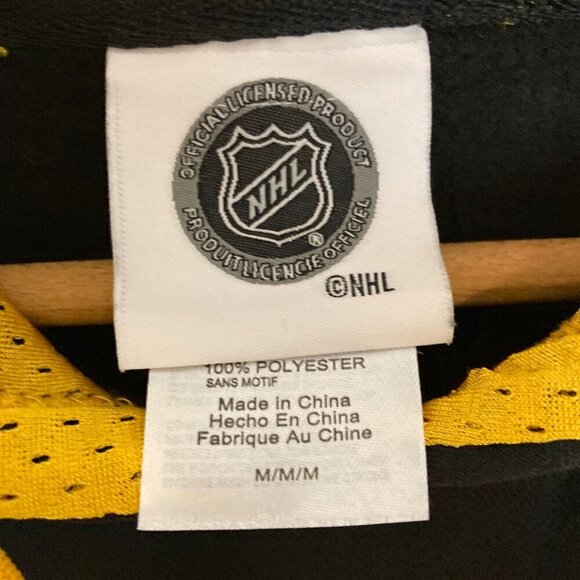 OFFICIAL LICENSED PRODUCT
NHL
®
PRODUIT LICENCIE OFFICIEL
©NHL
100% POLYESTER
SANS MOTIF
Made in China
Hecho En China
Fabrique Au Chine
M/M/M